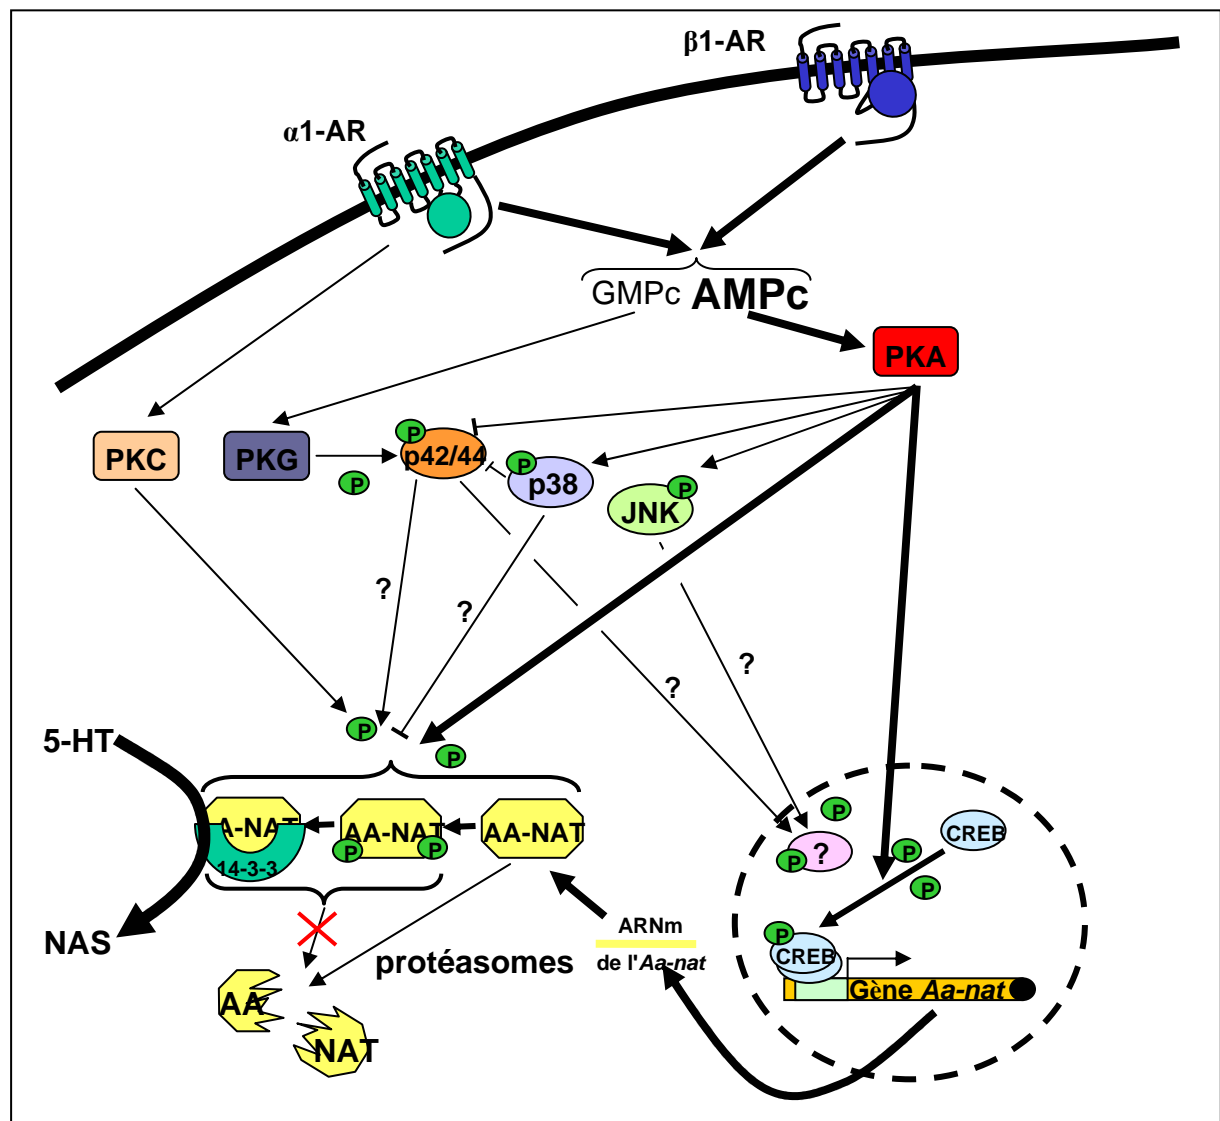 β1-AR
α1-AR
GMPc AMPc
PKA
PKC
PKG
P
p42/44
P
P
p38
P
JNK
?
?
?
?
P
P
5-HT
A-NAT
14-3-3
AA-NAT
P
P
AA-NAT
NAS
protéasomes
AA
NAT
ARNm
de l'Aa-nat
P
P
?
P
P
CREB
P
CREB
Gène Aa-nat